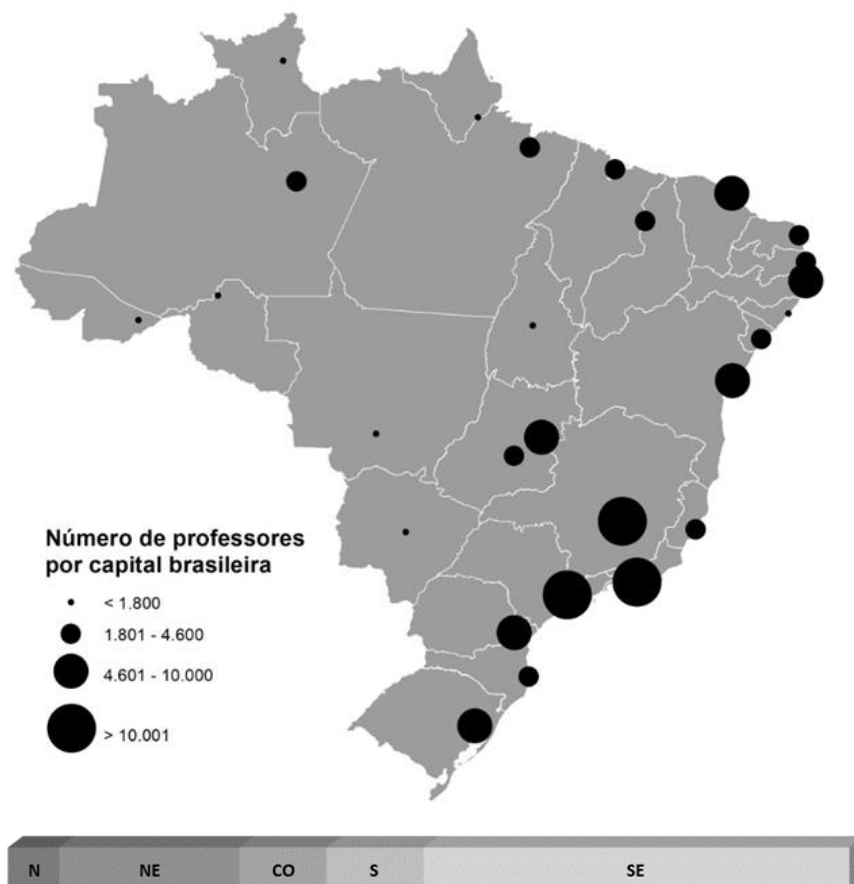 Número de professores
por capital brasileira
< 1.800
1.801 - 4.600
4.601 - 10.000
> 10.001
N NE CO S SE